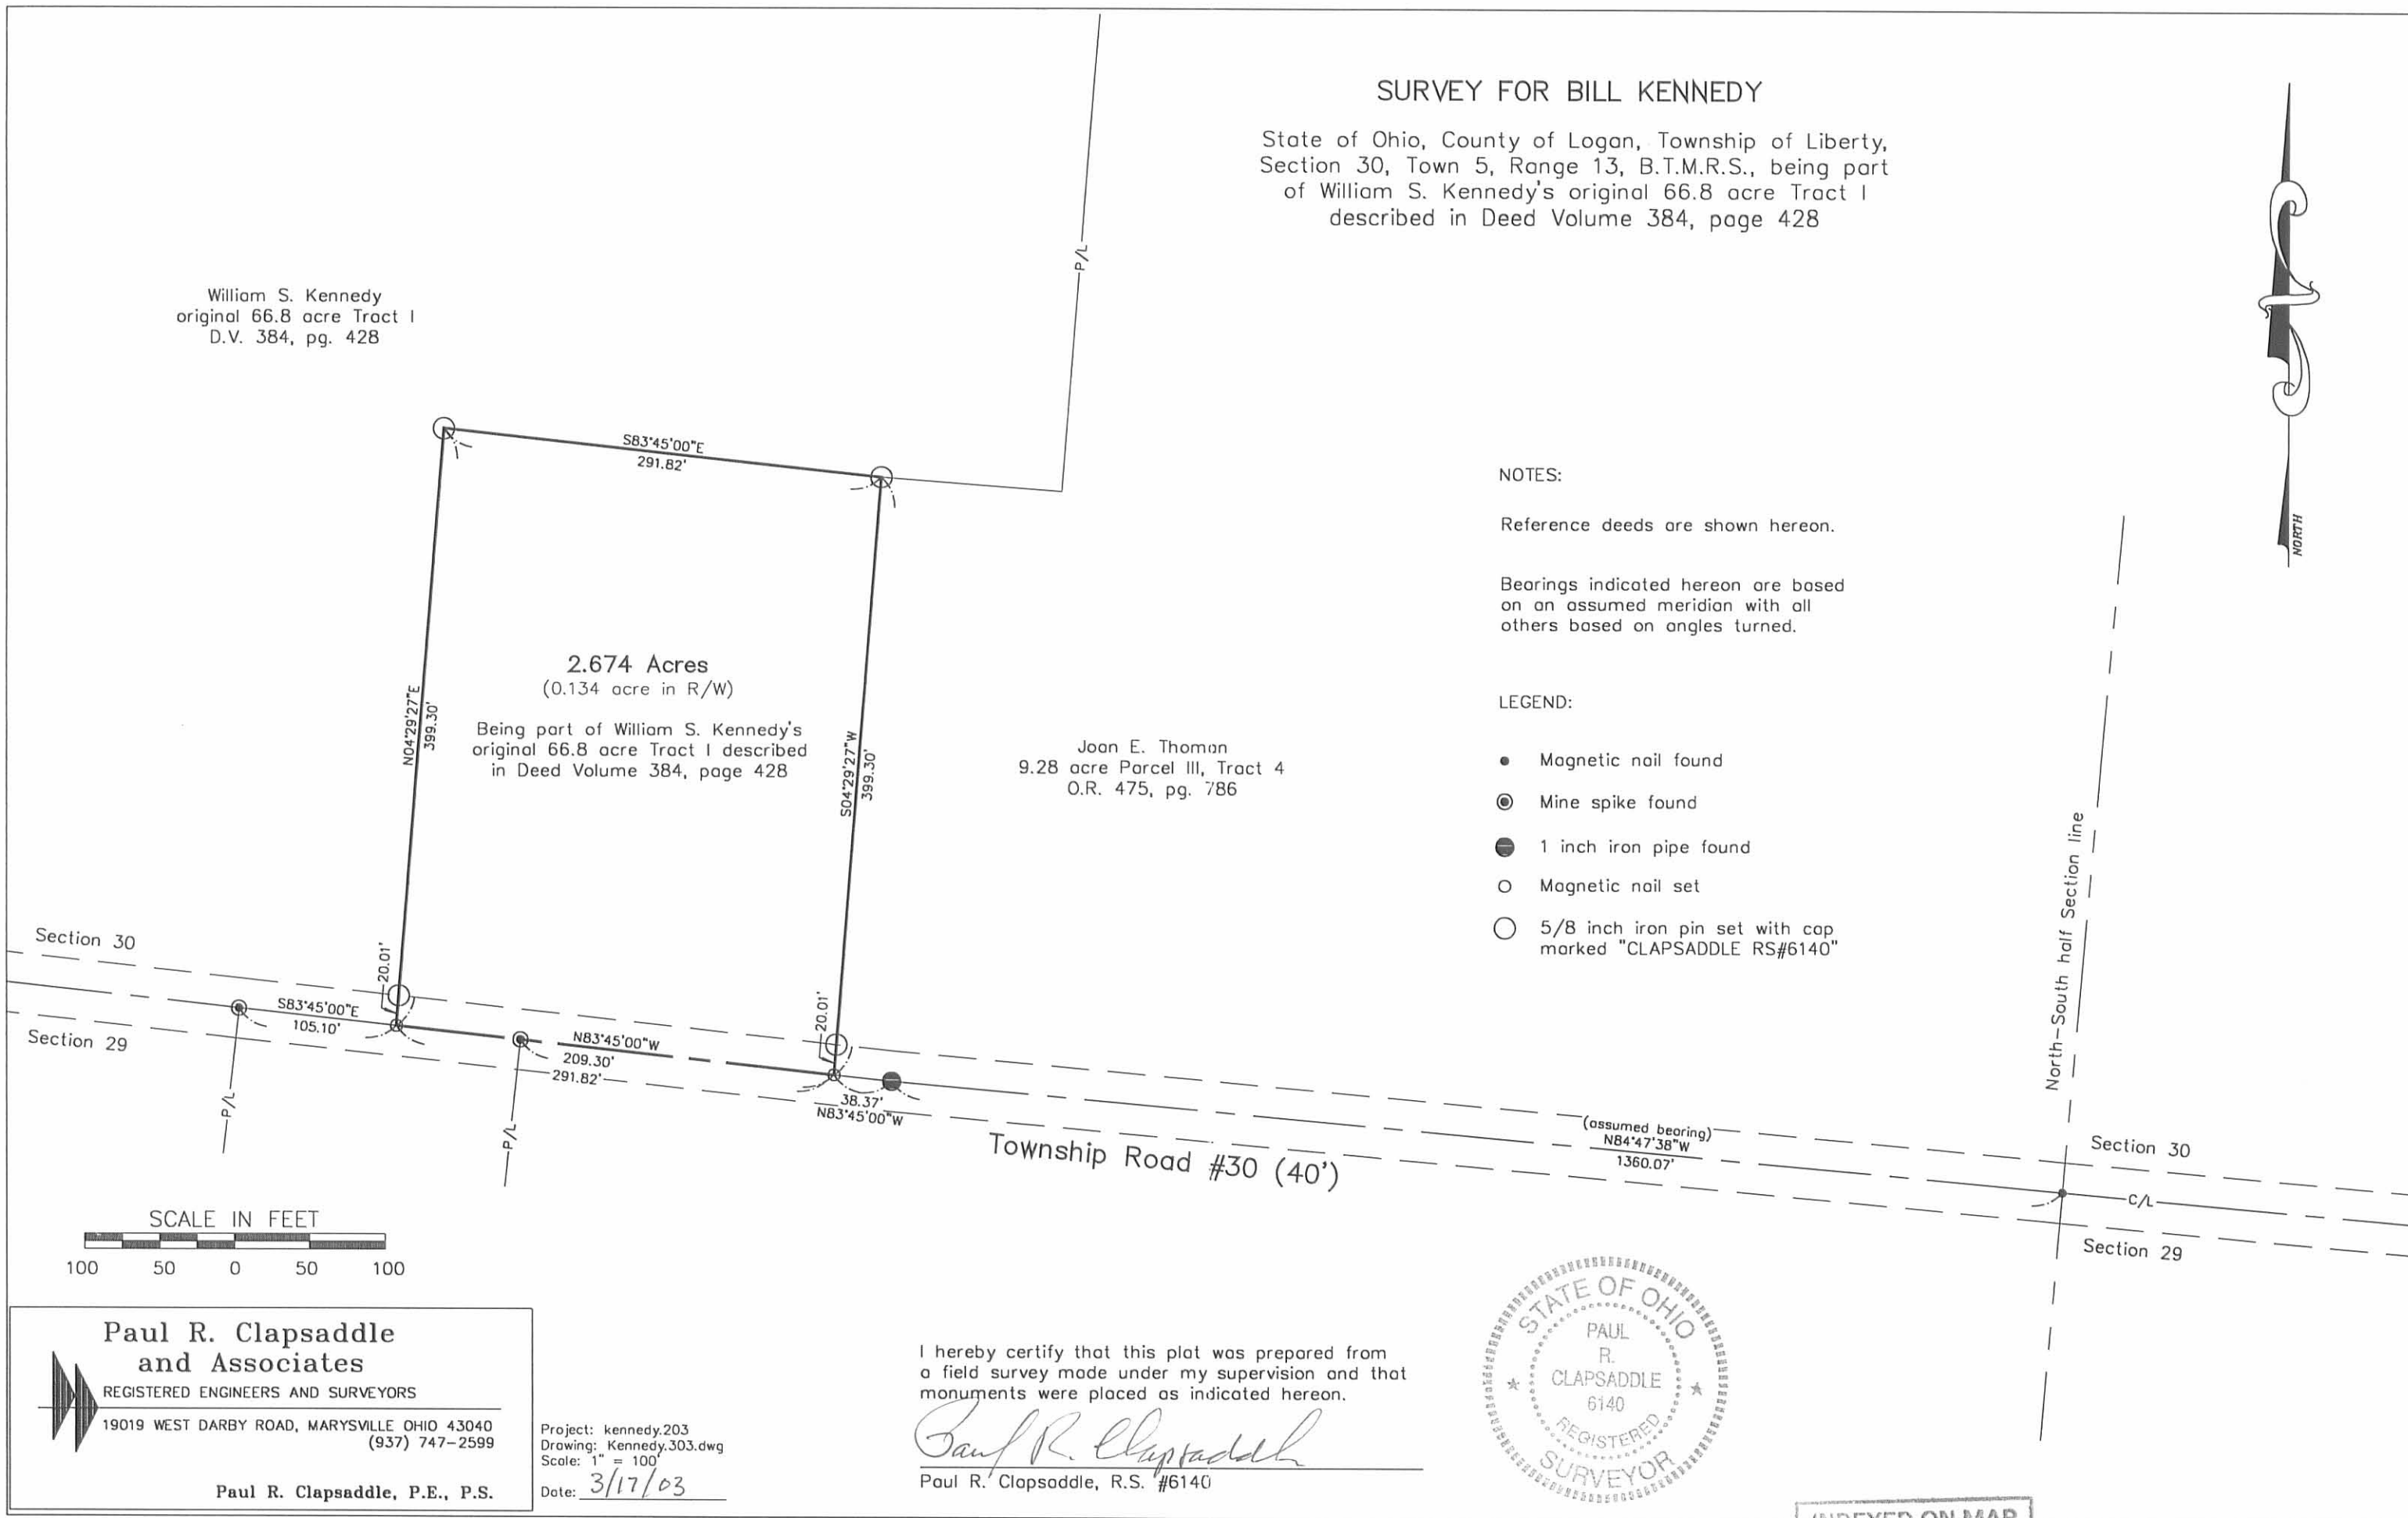 SURVEY FOR BILL KENNEDY
State of Ohio, County of Logan, Township of Liberty,
Section 30, Town 5, Range 13, B.T.M.R.S., being part
of William S. Kennedy's original 66.8 acre Tract I
described in Deed Volume 384, page 428
NORTH
P/L
William S. Kennedy
original 66.8 acre Tract I
D.V. 384, pg. 428
S83°45'00"E
291.82'
N04°29'27"E
399.30'
2.674 Acres
(0.134 acre in R/W)
Being part of William S. Kennedy's
original 66.8 acre Tract I described
in Deed Volume 384, page 428
S04°29'27"W
399.30'
Joan E. Thoman
9.28 acre Parcel III, Tract 4
O.R. 475, pg. 786
NOTES:
Reference deeds are shown hereon.
Bearings indicated hereon are based
on an assumed meridian with all
others based on angles turned.
LEGEND:
Magnetic nail found
Mine spike found
1 inch iron pipe found
Magnetic nail set
5/8 inch iron pin set with cap
marked "CLAPSADDLE RS#6140"
North-South half Section line
Section 30
Section 29
20.01'
S83°45'00"E
105.10'
P/L
P/L
N83°45'00"W
209.30'
291.82'
20.01'
38.37'
N83°45'00"W
Township Road #30 (40')
(assumed bearing)
N84°47'38"W
1360.07'
Section 30
C/L
Section 29
SCALE IN FEET
100 50 0 50 100
Paul R. Clapsaddle
and Associates
REGISTERED ENGINEERS AND SURVEYORS
19019 WEST DARBY ROAD, MARYSVILLE OHIO 43040
(937) 747-2599
Paul R. Clapsaddle, P.E., P.S.
Project: kennedy.203
Drawing: Kennedy.303.dwg
Scale: 1" = 100'
Date: 3/17/03
I hereby certify that this plat was prepared from
a field survey made under my supervision and that
monuments were placed as indicated hereon.
Paul R. Clapsaddle
Paul R. Clapsaddle, R.S. #6140
STATE OF OHIO
PAUL
R.
CLAPSADDLE
6140
REGISTERED
SURVEYOR
INDEXED ON MAP